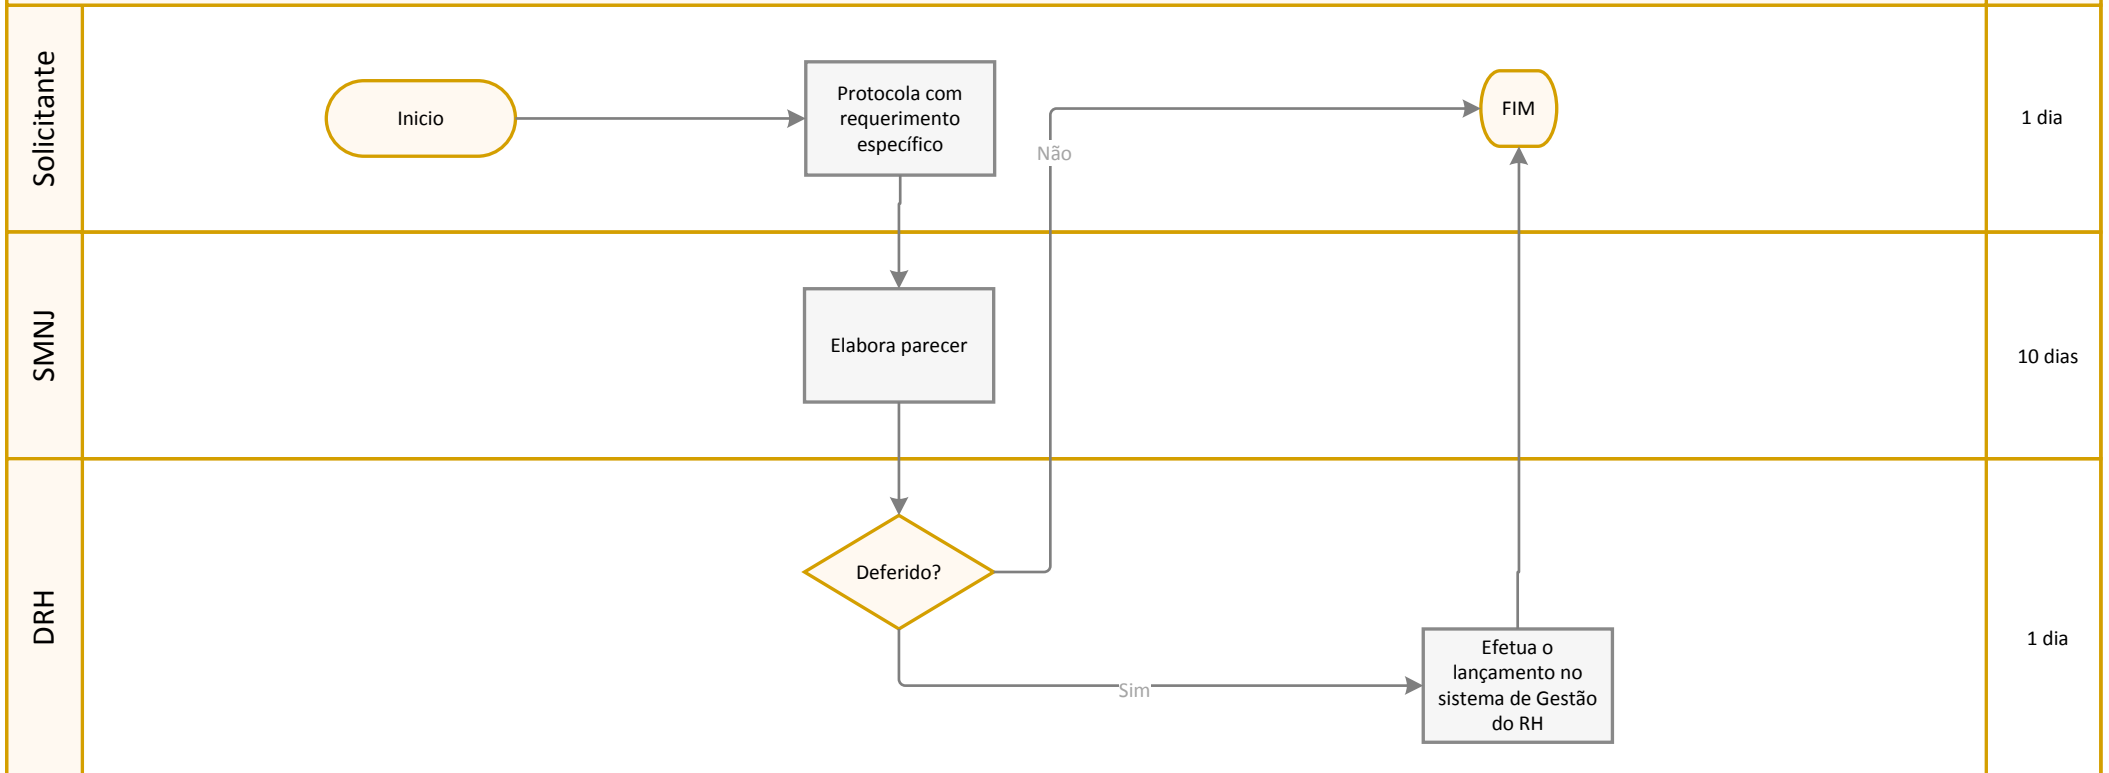 Solicitante
Inicio
Protocola com
requerimento
específico
Não
FIM
1 dia
SMNJ
Elabora parecer
10 dias
DRH
Deferido?
Sim
Efetua o
lançamento no
sistema de Gestão
do RH
1 dia